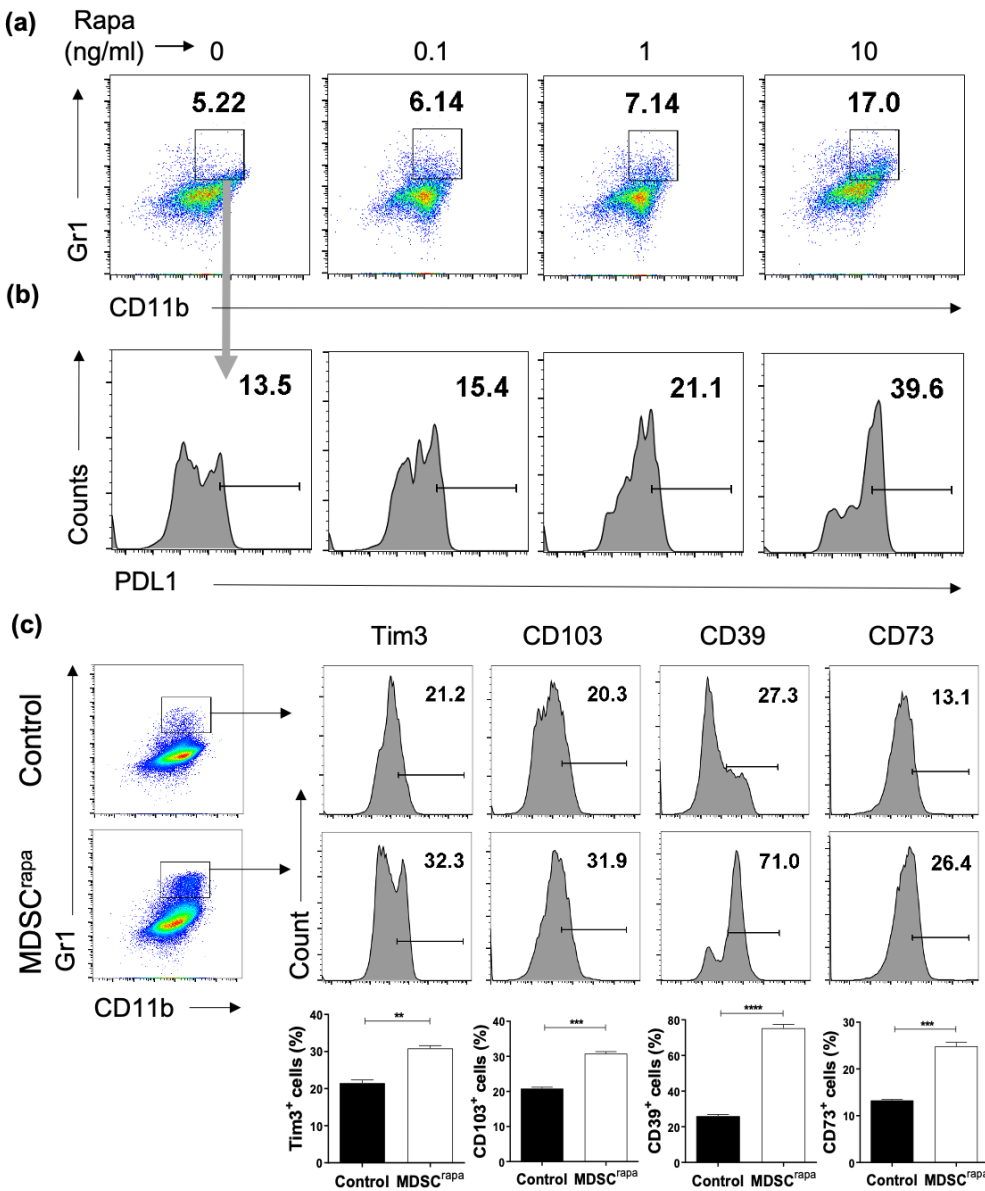 (a)
Rapa
(ng/ml) 0 0.1 1 10
5.22 6.14 7.14 17.0
Gr1
CD11b
(b)
13.5 15.4 21.1 39.6
Counts
PDL1
(c)
Tim3 CD103 CD39 CD73
Control
21.2 20.3 27.3 13.1
MDSCrapa
Gr1
32.3 31.9 71.0 26.4
Count
CD11b
Tim3+ cells (%)
40
30
20
10
0
**
Control MDSCrapa
CD103+ cells (%)
40
30
20
10
0
***
Control MDSCrapa
CD39+ cells (%)
80
60
40
20
0
****
Control MDSCrapa
CD73+ cells (%)
30
20
10
0
***
Control MDSCrapa